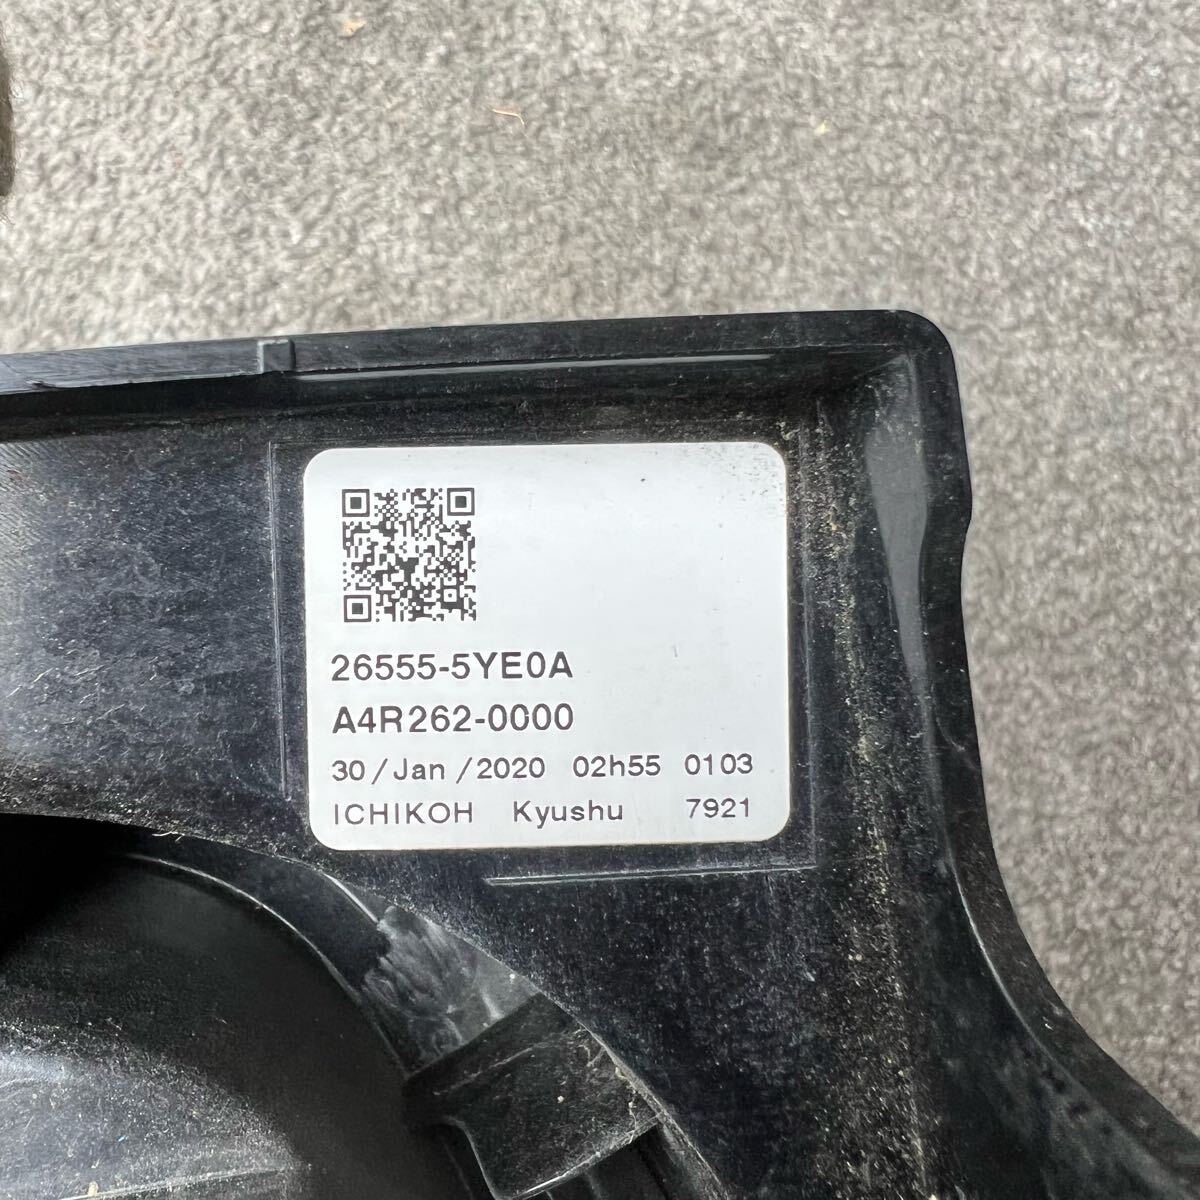 26555-5YE0A
A4R262-0000
30/Jan/2020 02h55 0103
ICHIKOH Kyushu 7921